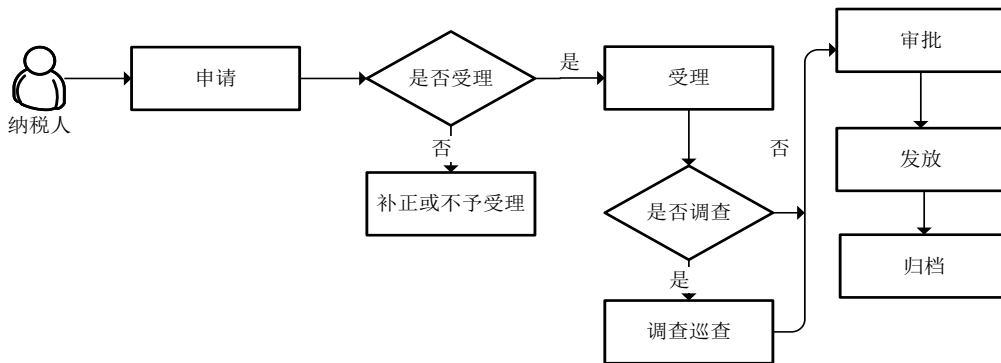 纳税人
申请
是否受理
是
否
补正或不予受理
受理
是否调查
否
是
调查巡查
审批
发放
归档